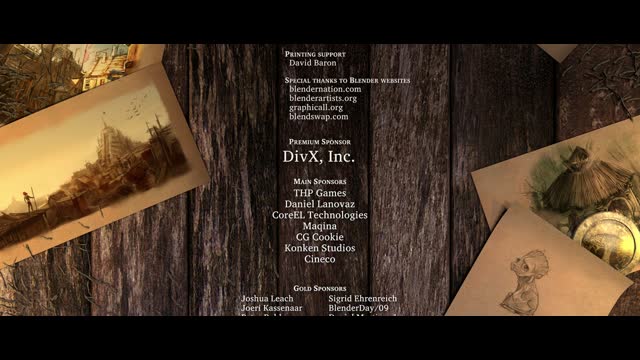 Printing support
David Baron
Special thanks to Blender websites
blendernation.com
blenderartists.org
graphicall.org
blendswap.com
Premium Sponsor
DivX, Inc.
Main Sponsors
THP Games
Daniel Lanovaz
CoreEL Technologies
Maqina
CG Cookie
Konken Studios
Cineco
Gold Sponsors
Joshua Leach Sigrid Ehrenreich
Joeri Kassenaar BlenderDay/09